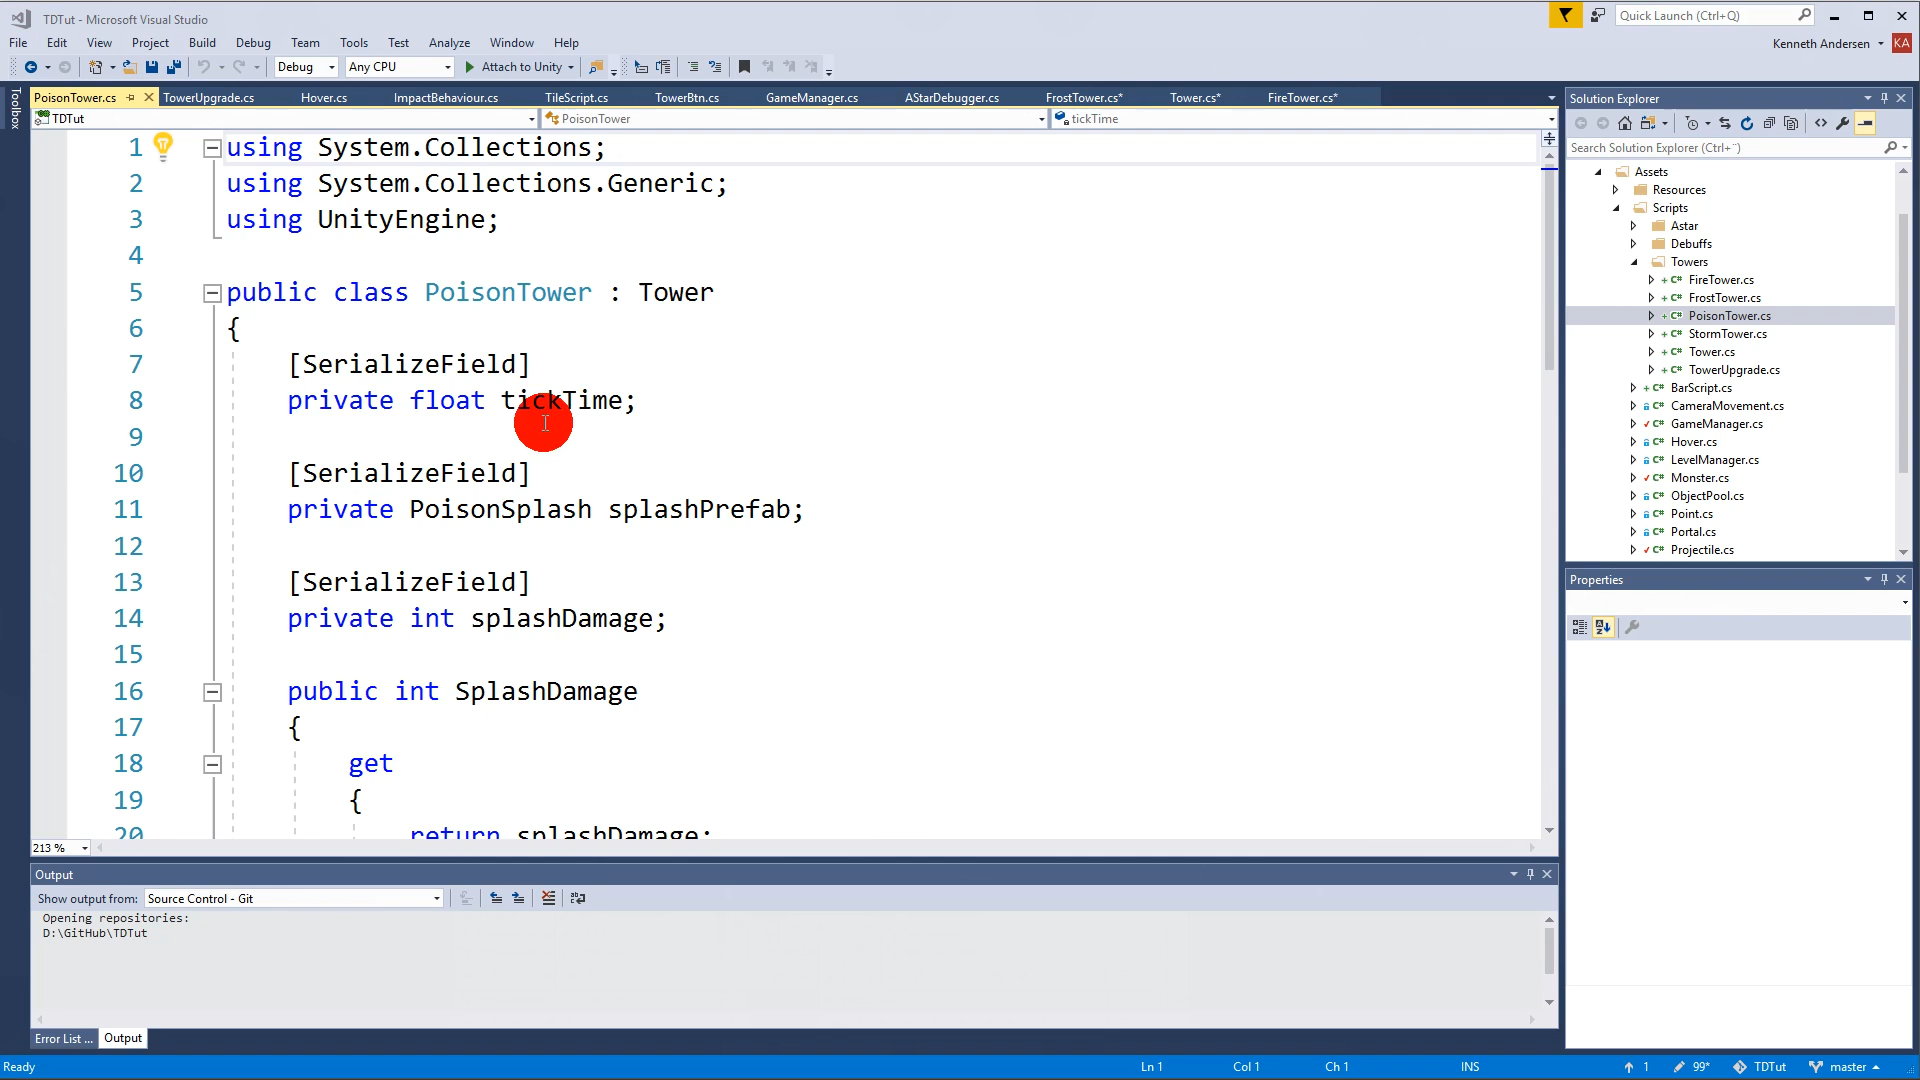 TDTut - Microsoft Visual Studio
Quick Launch (Ctrl+Q)
File Edit View Project Build Debug Team Tools Test Analyze Window Help
Kenneth Andersen KA
Debug Any CPU Attach to Unity
Toolbox
PoisonTower.cs TowerUpgrade.cs Hover.cs ImpactBehaviour.cs TileScript.cs TowerBtn.cs GameManager.cs AStarDebugger.cs FrostTower.cs* Tower.cs* FireTower.cs*
TDTut PoisonTower tickTime
1 using System.Collections;
2 using System.Collections.Generic;
3 using UnityEngine;
4
5 public class PoisonTower : Tower
6 {
7 [SerializeField]
8 private float tickTime;
9
10 [SerializeField]
11 private PoisonSplash splashPrefab;
12
13 [SerializeField]
14 private int splashDamage;
15
16 public int SplashDamage
17 {
18 get
19 {
20 return splashDamage;
213 %
Output
Show output from: Source Control - Git
Opening repositories:
D:\GitHub\TDTut
Error List ... Output
Solution Explorer
Search Solution Explorer (Ctrl+¨)
Assets
Resources
Scripts
Astar
Debuffs
Towers
C# FireTower.cs
C# FrostTower.cs
C# PoisonTower.cs
C# StormTower.cs
C# Tower.cs
C# TowerUpgrade.cs
C# BarScript.cs
C# CameraMovement.cs
C# GameManager.cs
C# Hover.cs
C# LevelManager.cs
C# Monster.cs
C# ObjectPool.cs
C# Point.cs
C# Portal.cs
C# Projectile.cs
Properties
Ready Ln 1 Col 1 Ch 1 INS 1 99* TDTut master